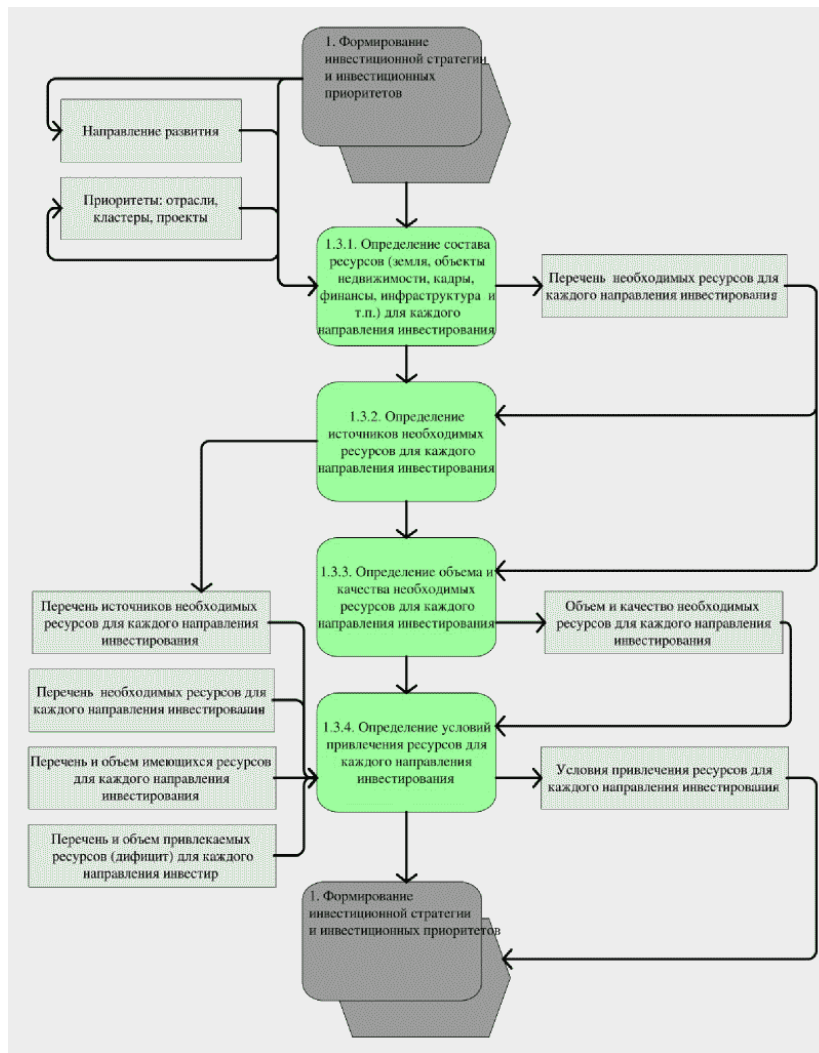 1. Формирование
инвестиционной стратегии
и инвестиционных
приоритетов
Направление развития
Приоритеты: отрасли,
кластеры, проекты
1.3.1. Определение состава
ресурсов (земля, объекты
недвижимости, кадры,
финансы, инфраструктура и
т.п.) для каждого
направления инвестирования
Перечень необходимых ресурсов для
каждого направления инвестирования
1.3.2. Определение
источников необходимых
ресурсов для каждого
направления инвестирования
1.3.3. Определение объема и
качества необходимых
ресурсов для каждого
направления инвестирования
Перечень источников необходимых
ресурсов для каждого направления
инвестирования
Объем и качество необходимых
ресурсов для каждого направления
инвестирования
Перечень необходимых ресурсов для
каждого направления инвестирования
1.3.4. Определение условий
привлечения ресурсов для
каждого направления
инвестирования
Перечень и объем имеющихся ресурсов
для каждого направления
инвестирования
Условия привлечения ресурсов для
каждого направления инвестирования
Перечень и объем привлекаемых
ресурсов (дифицит) для каждого
направления инвестир
1. Формирование
инвестиционной стратегии
и инвестиционных приоритетов